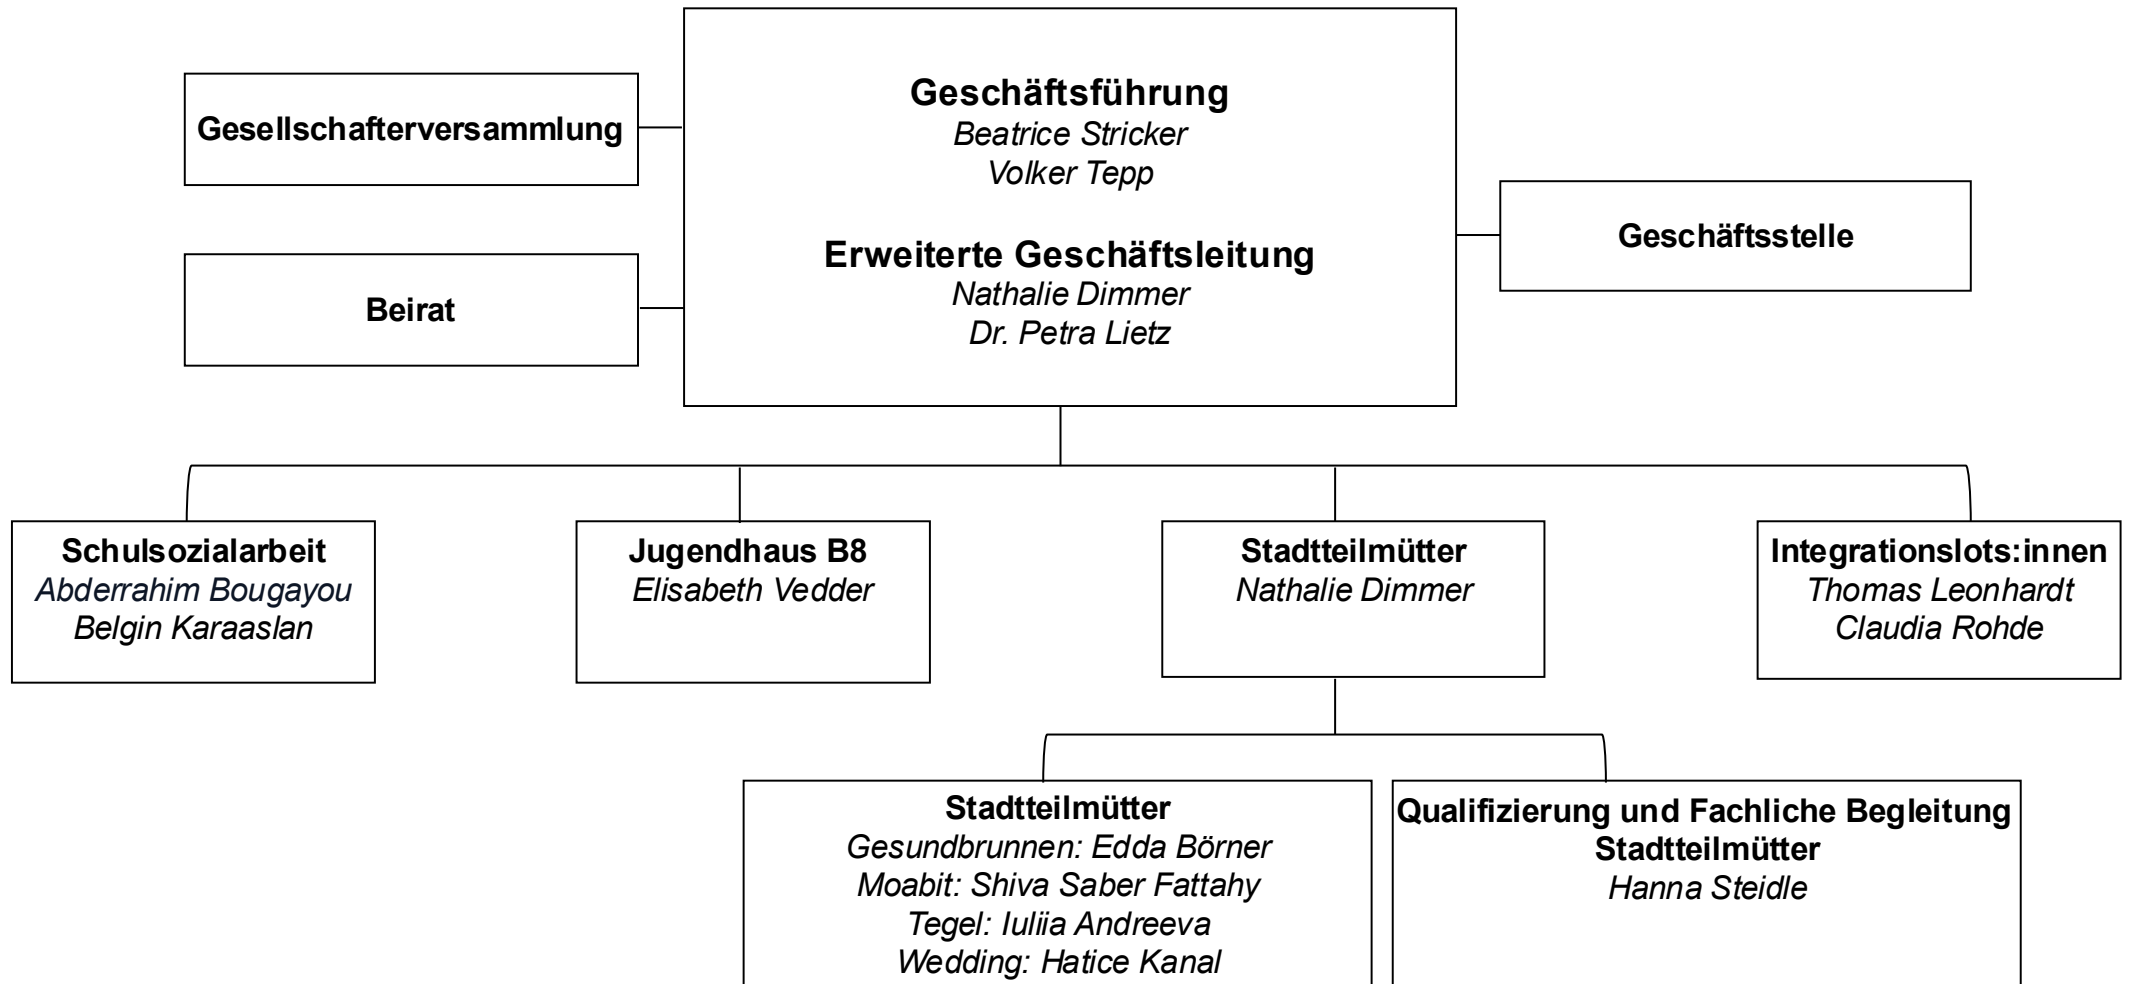 Geschäftsführung
Beatrice Stricker
Volker Tepp
Erweiterte Geschäftsleitung
Nathalie Dimmer
Dr. Petra Lietz
Gesellschafterversammlung
Beirat
Geschäftsstelle
Schulsozialarbeit
Abderrahim Bougayou
Belgin Karaaslan
Jugendhaus B8
Elisabeth Vedder
Stadtteilmütter
Nathalie Dimmer
Integrationslots:innen
Thomas Leonhardt
Claudia Rohde
Stadtteilmütter
Gesundbrunnen: Edda Börner
Moabit: Shiva Saber Fattahy
Tegel: Iuliia Andreeva
Wedding: Hatice Kanal
Qualifizierung und Fachliche Begleitung
Stadtteilmütter
Hanna Steidle